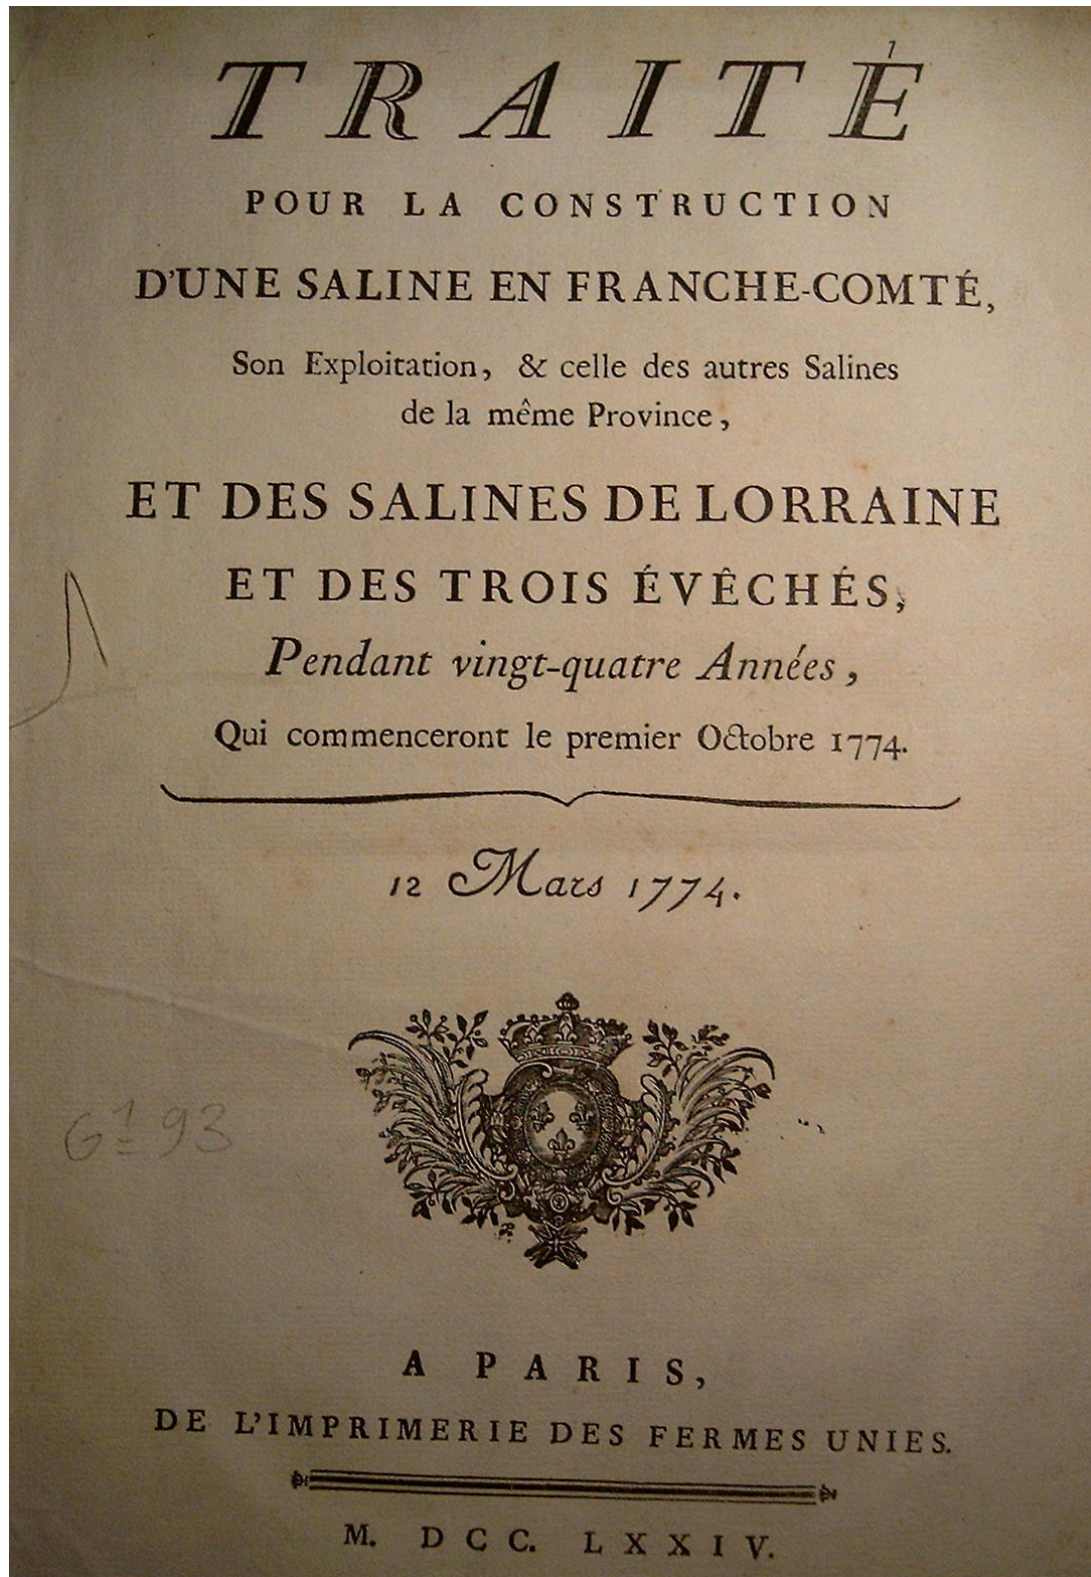 TRAITÉ
POUR LA CONSTRUCTION
D'UNE SALINE EN FRANCHE-COMTÉ,
Son Exploitation, & celle des autres Salines
de la même Province,
ET DES SALINES DE LORRAINE
ET DES TROIS ÉVÊCHÉS,
Pendant vingt-quatre Années,
Qui commenceront le premier Octobre 1774.
12 Mars 1774.
G1 93
A PARIS,
DE L'IMPRIMERIE DES FERMES UNIES.
M. DCC. LXXIV.